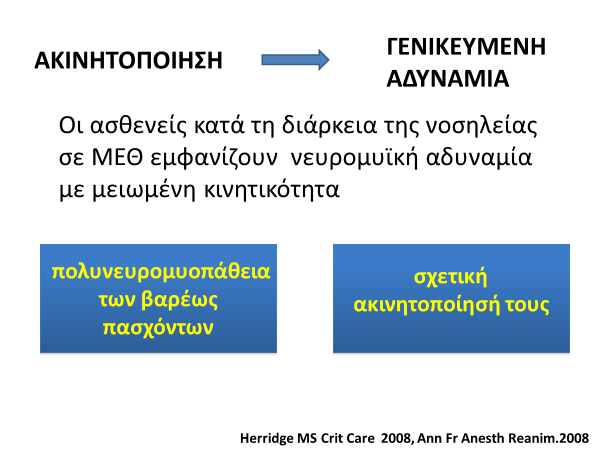 ΑΚΙΝΗΤΟΠΟΙΗΣΗ
ΓΕΝΙΚΕΥΜΕΝΗ
ΑΔΥΝΑΜΙΑ
Οι ασθενείς κατά τη διάρκεια της νοσηλείας
σε ΜΕΘ εμφανίζουν  νευρομυϊκή αδυναμία
με μειωμένη κινητικότητα
πολυνευρομυοπάθεια
των βαρέως
πασχόντων
σχετική
ακινητοποίησή τους
Herridge MS Crit Care  2008, Ann Fr Anesth Reanim.2008